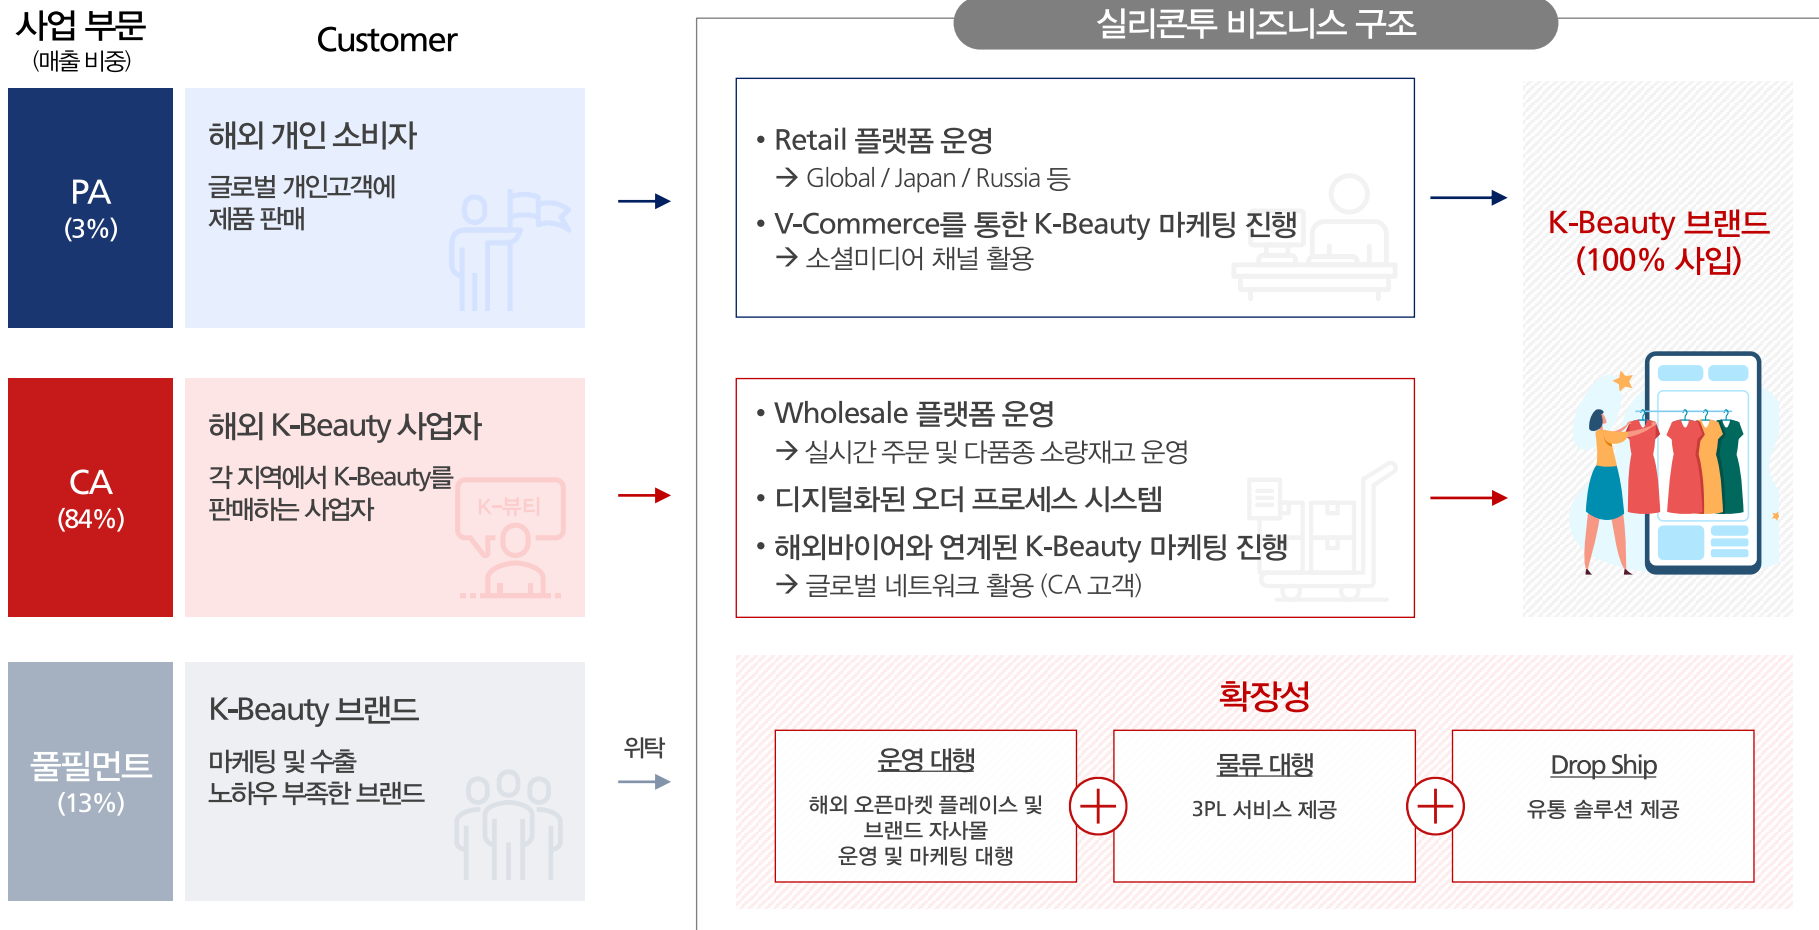 사업 부문
(매출 비중)
Customer
실리콘투 비즈니스 구조
PA
(3%)
해외 개인 소비자
글로벌 개인고객에
제품 판매
• Retail 플랫폼 운영
→ Global / Japan / Russia 등
• V-Commerce를 통한 K-Beauty 마케팅 진행
→ 소셜미디어 채널 활용
K-Beauty 브랜드
(100% 사입)
CA
(84%)
해외 K-Beauty 사업자
각 지역에서 K-Beauty를
판매하는 사업자
K-뷰티
• Wholesale 플랫폼 운영
→ 실시간 주문 및 다품종 소량재고 운영
• 디지털화된 오더 프로세스 시스템
• 해외바이어와 연계된 K-Beauty 마케팅 진행
→ 글로벌 네트워크 활용 (CA 고객)
풀필먼트
(13%)
K-Beauty 브랜드
마케팅 및 수출
노하우 부족한 브랜드
위탁
확장성
운영 대행
해외 오픈마켓 플레이스 및
브랜드 자사몰
운영 및 마케팅 대행
물류 대행
3PL 서비스 제공
Drop Ship
유통 솔루션 제공